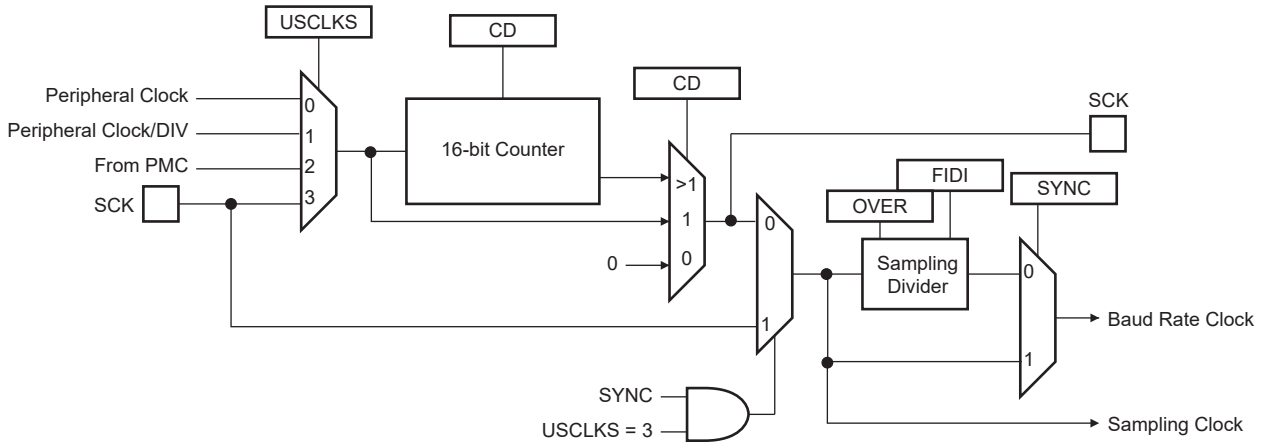 USCLKS
CD
CD
SCK
Peripheral Clock
0
Peripheral Clock/DIV
1
16-bit Counter
From PMC
2
SCK
3
>1
1
0
0
0
1
FIDI
OVER
SYNC
Sampling
Divider
0
1
Baud Rate Clock
SYNC
USCLKS = 3
Sampling Clock